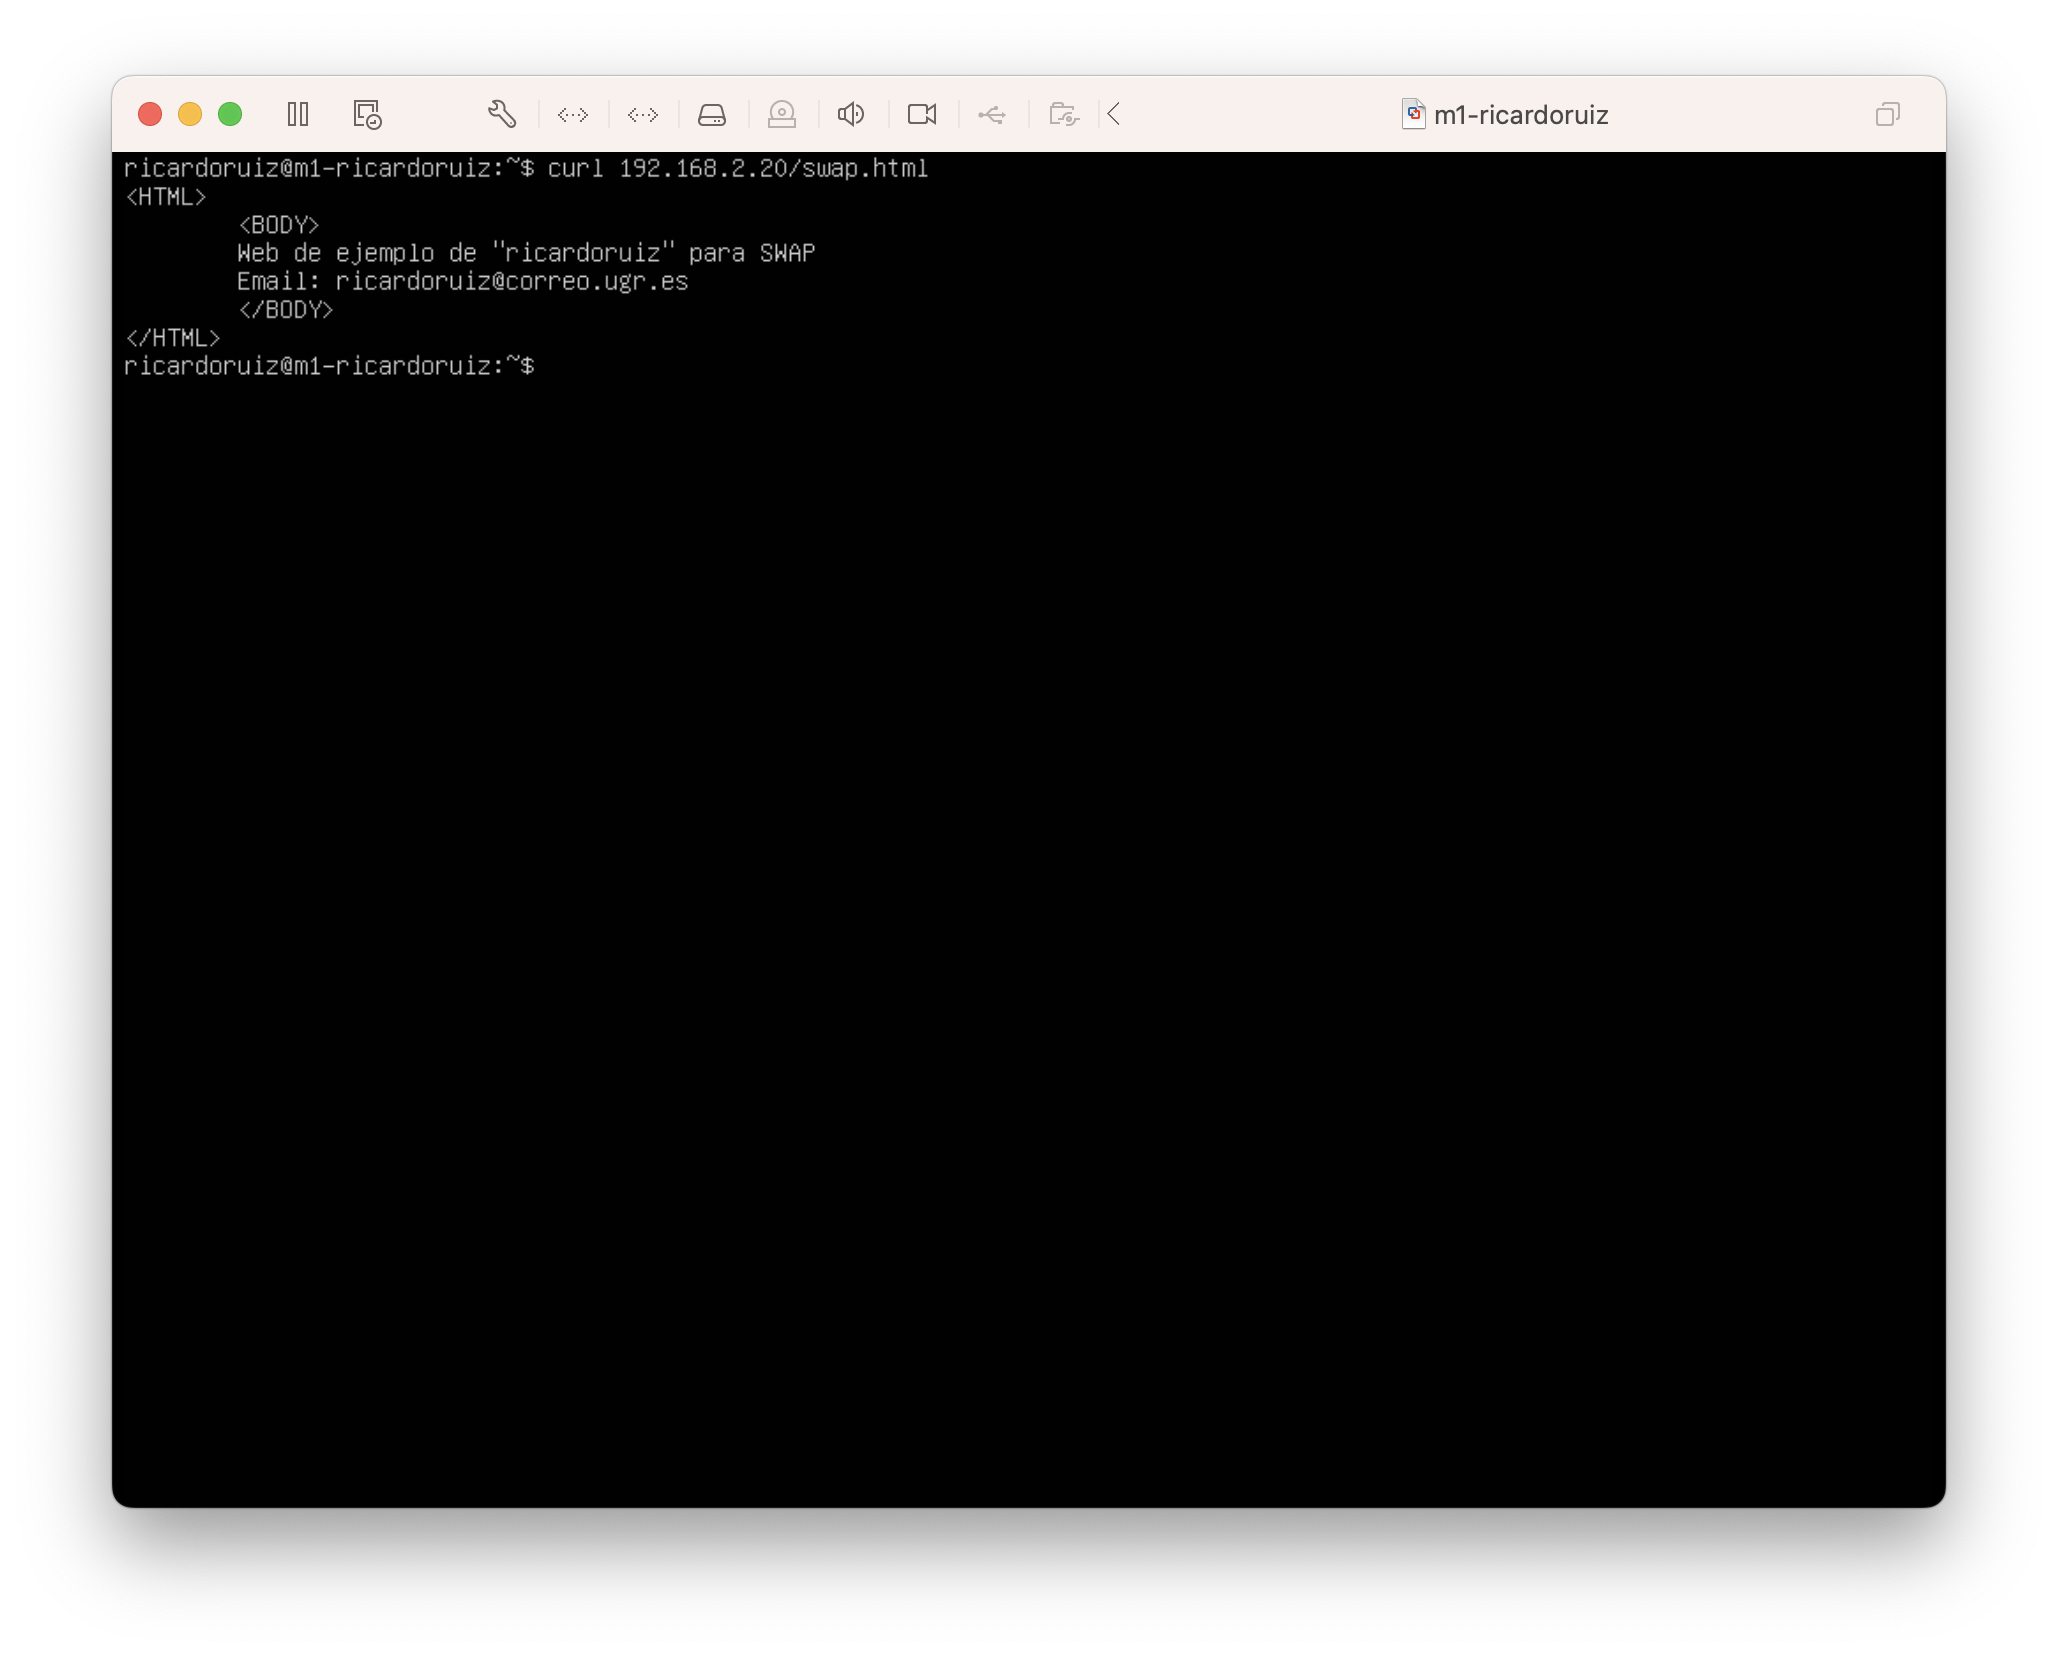 m1-ricardoruiz
ricardoruiz@m1-ricardoruiz:~$ curl 192.168.2.20/swap.html
<HTML>
        <BODY>
        Web de ejemplo de "ricardoruiz" para SWAP
        Email: ricardoruiz@correo.ugr.es
        </BODY>
</HTML>
ricardoruiz@m1-ricardoruiz:~$